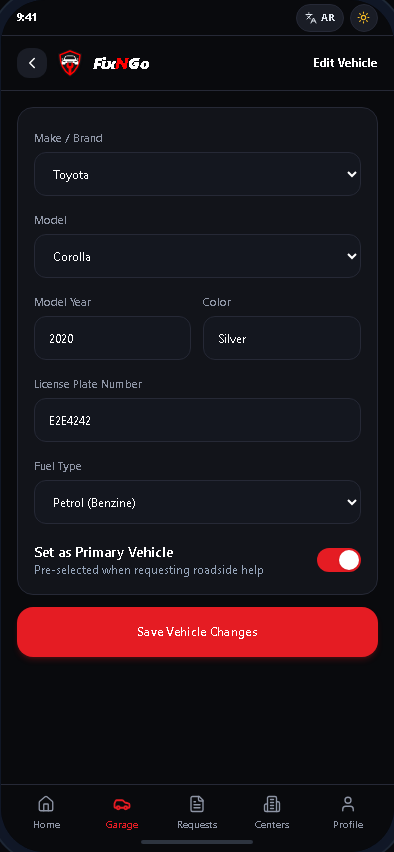 9:41
AR
FixNGo
Edit Vehicle
Make / Brand
Toyota
Model
Corolla
Model Year
Color
2020
Silver
License Plate Number
E2E4242
Fuel Type
Petrol (Benzine)
Set as Primary Vehicle
Pre-selected when requesting roadside help
Save Vehicle Changes
Home
Garage
Requests
Centers
Profile